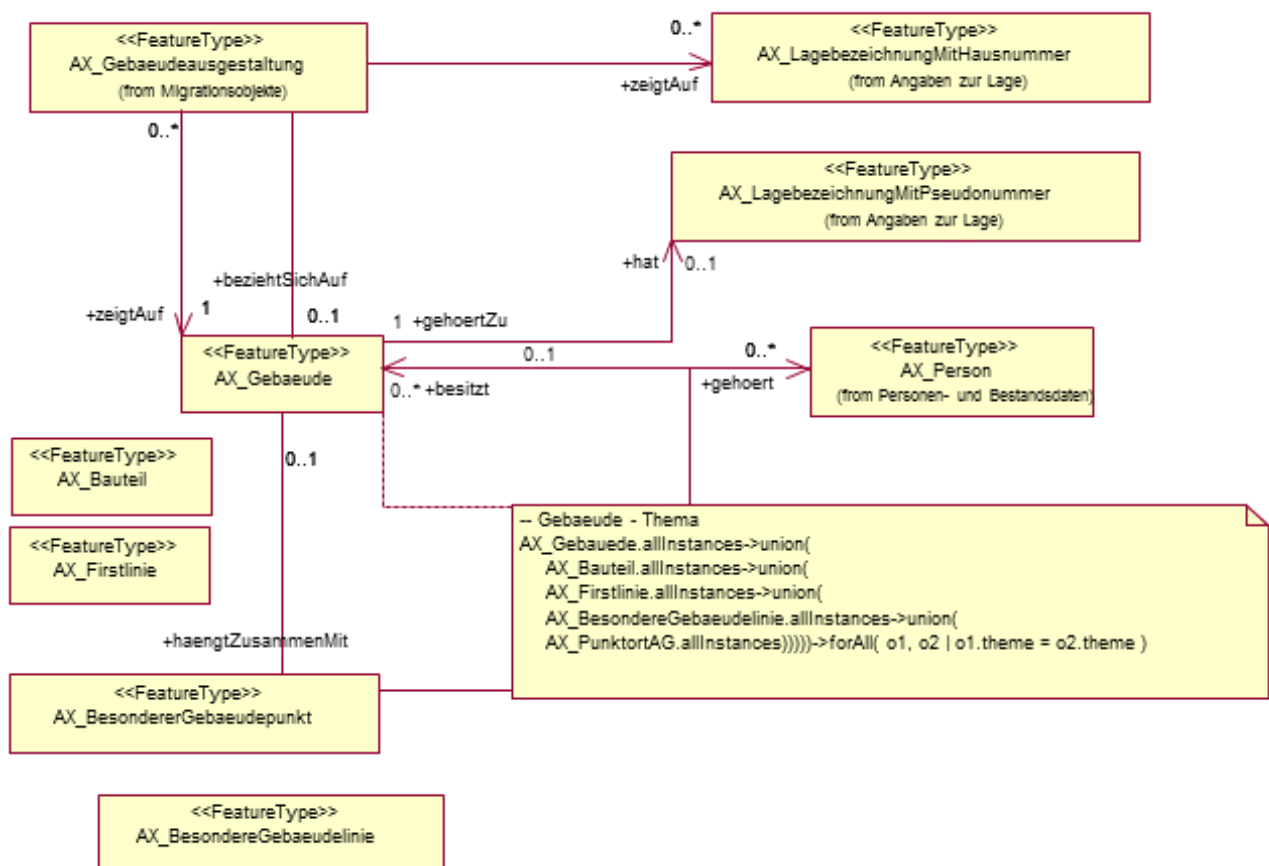 <<FeatureType>>
AX_Gebaeudeausgestaltung
(from Migrationsobjekte)
0..*
+zeigtAuf
<<FeatureType>>
AX_LagebezeichnungMitHausnummer
(from Angaben zur Lage)
0..*
<<FeatureType>>
AX_LagebezeichnungMitPseudonummer
(from Angaben zur Lage)
+hat
0..1
+beziehtSichAuf
+zeigtAuf
1
0..1
1
+gehoertZu
<<FeatureType>>
AX_Gebaeude
0..1
0..*
0..* +besitzt
+gehoert
<<FeatureType>>
AX_Person
(from Personen- und Bestandsdaten)
<<FeatureType>>
AX_Bauteil
0..1
<<FeatureType>>
AX_Firstlinie
-- Gebaeude - Thema
AX_Gebauede.allInstances->union(
AX_Bauteil.allInstances->union(
AX_Firstlinie.allInstances->union(
AX_BesondereGebaeudelinie.allInstances->union(
AX_PunktortAG.allInstances)))))->forAll( o1, o2 | o1.theme = o2.theme )
+haengtZusammenMit
<<FeatureType>>
AX_BesondererGebaeudepunkt
<<FeatureType>>
AX_BesondereGebaeudelinie